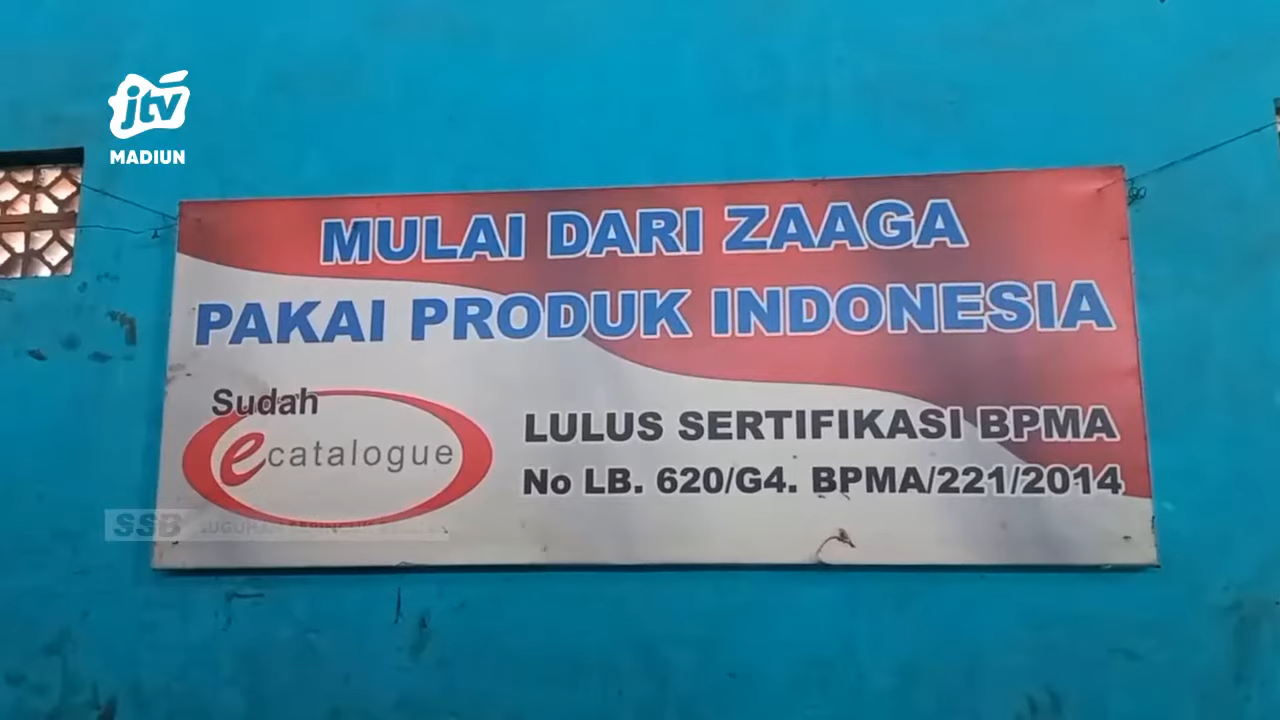 jtv
MADIUN
MULAI DARI ZAAGA
PAKAI PRODUK INDONESIA
Sudah
e catalogue
LULUS SERTIFIKASI BPMA
No LB. 620/G4. BPMA/221/2014
SSB